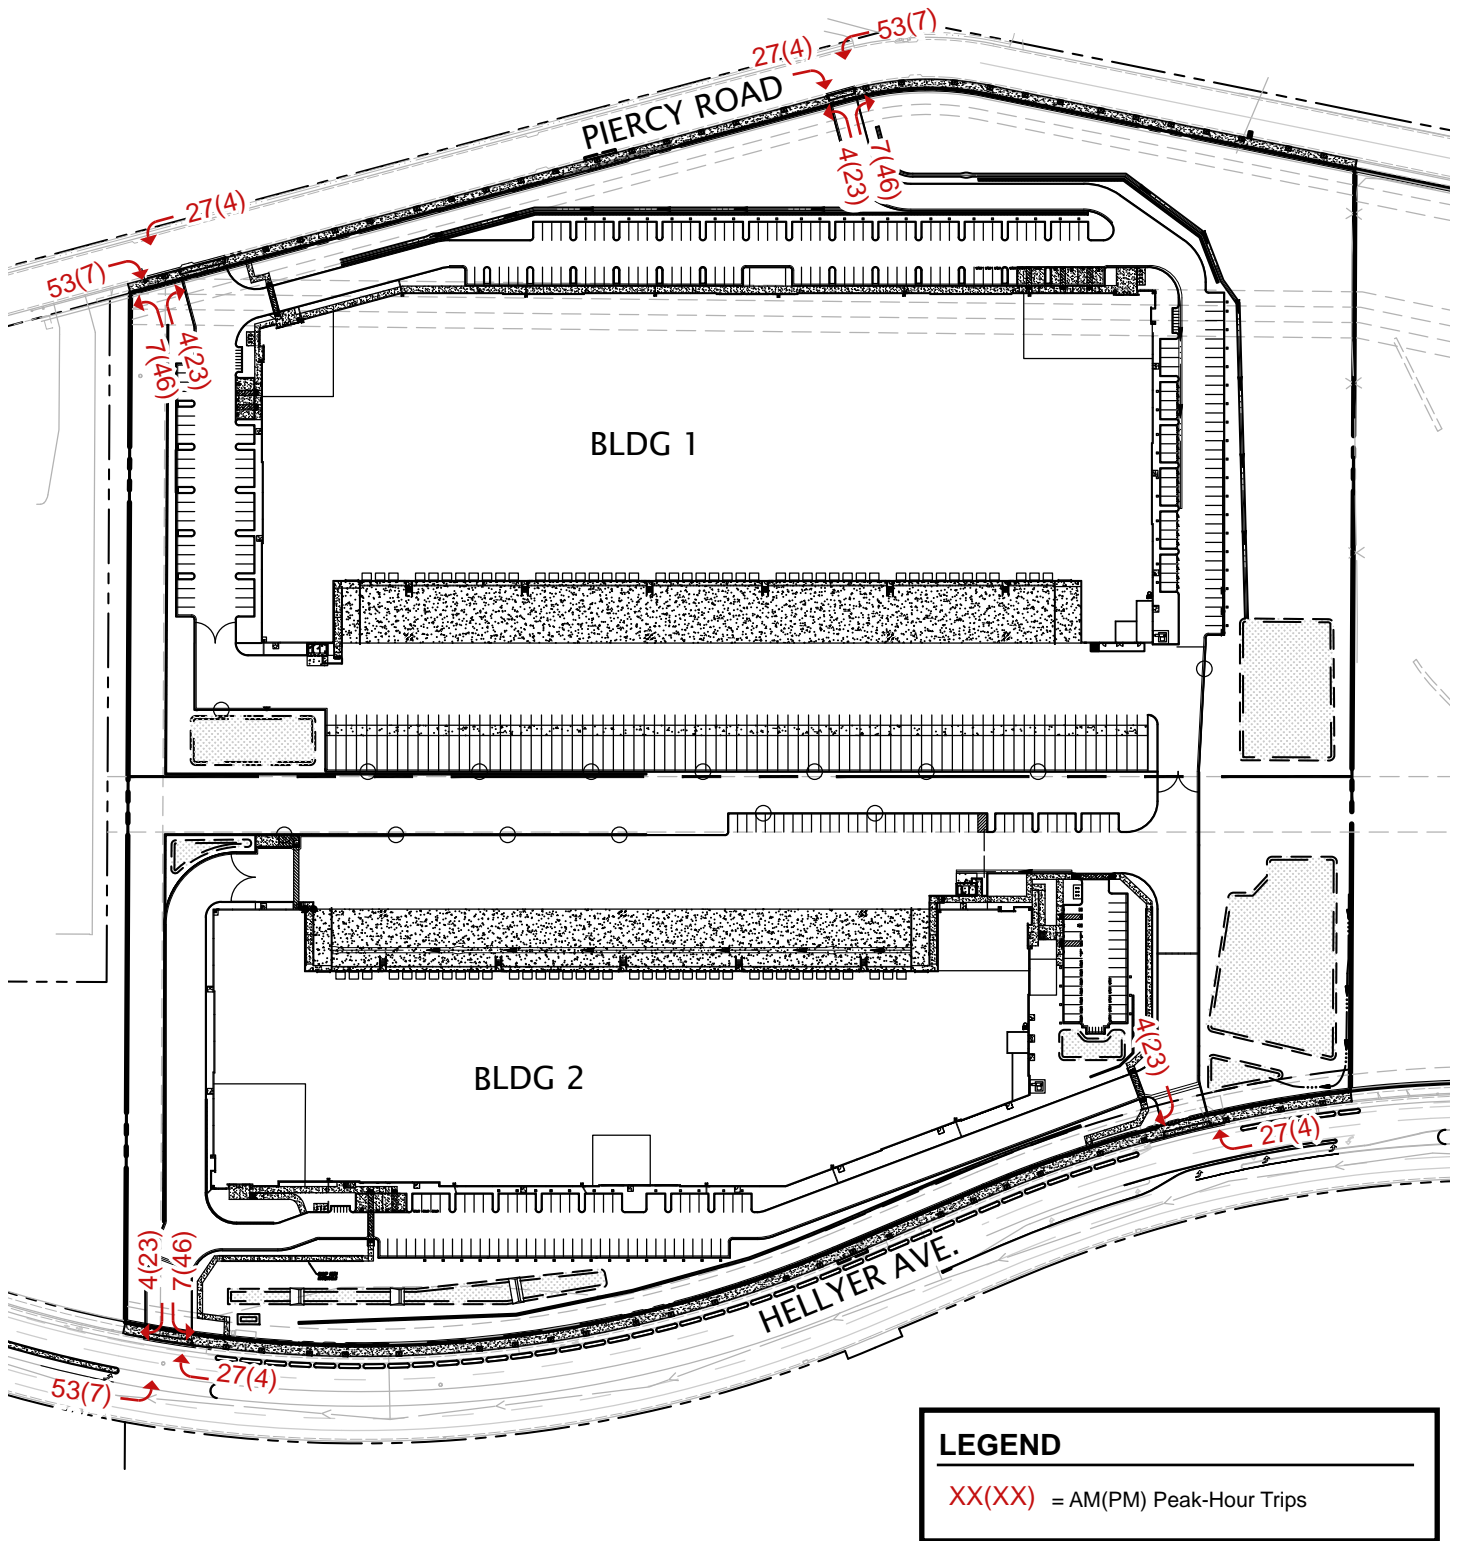 53(7)
27(4)
PIERCY ROAD
7(46)
4(23)
27(4)
53(7)
4(23)
7(46)
BLDG 1
BLDG 2
4(23)
27(4)
4(23)
7(46)
HELLYER AVE.
27(4)
53(7)
LEGEND
XX(XX) = AM(PM) Peak-Hour Trips